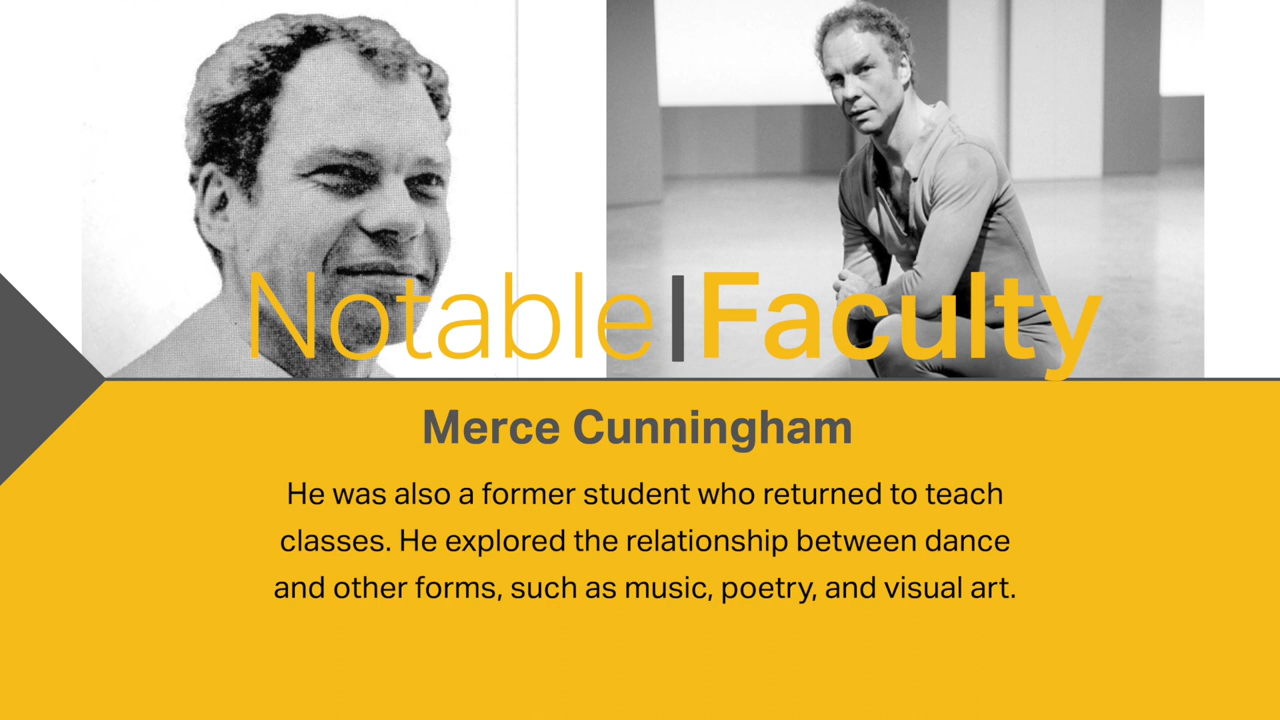 Notable|Faculty
Merce Cunningham
He was also a former student who returned to teach
classes. He explored the relationship between dance
and other forms, such as music, poetry, and visual art.